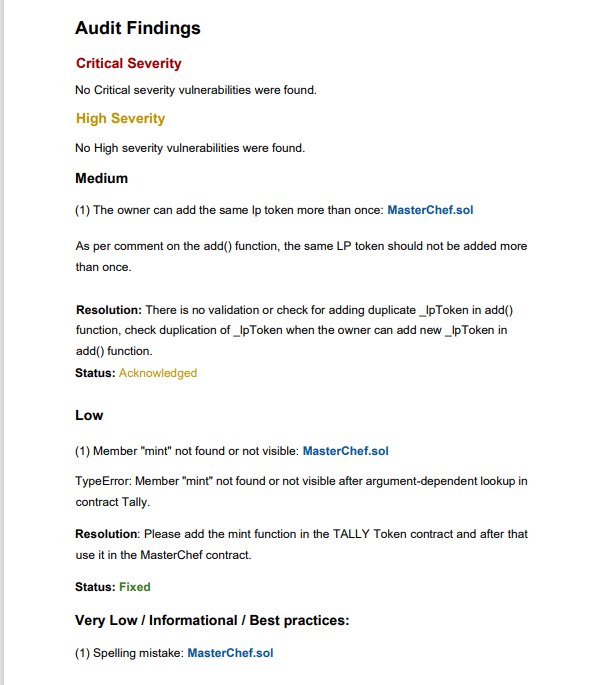 Audit Findings
Critical Severity
No Critical severity vulnerabilities were found.
High Severity
No High severity vulnerabilities were found.
Medium
(1) The owner can add the same lp token more than once: MasterChef.sol
As per comment on the add() function, the same LP token should not be added more
than once.
Resolution: There is no validation or check for adding duplicate _lpToken in add()
function, check duplication of _lpToken when the owner can add new _lpToken in
add() function.
Status: Acknowledged
Low
(1) Member "mint" not found or not visible: MasterChef.sol
TypeError: Member "mint" not found or not visible after argument-dependent lookup in
contract Tally.
Resolution: Please add the mint function in the TALLY Token contract and after that
use it in the MasterChef contract.
Status: Fixed
Very Low / Informational / Best practices:
(1) Spelling mistake: MasterChef.sol